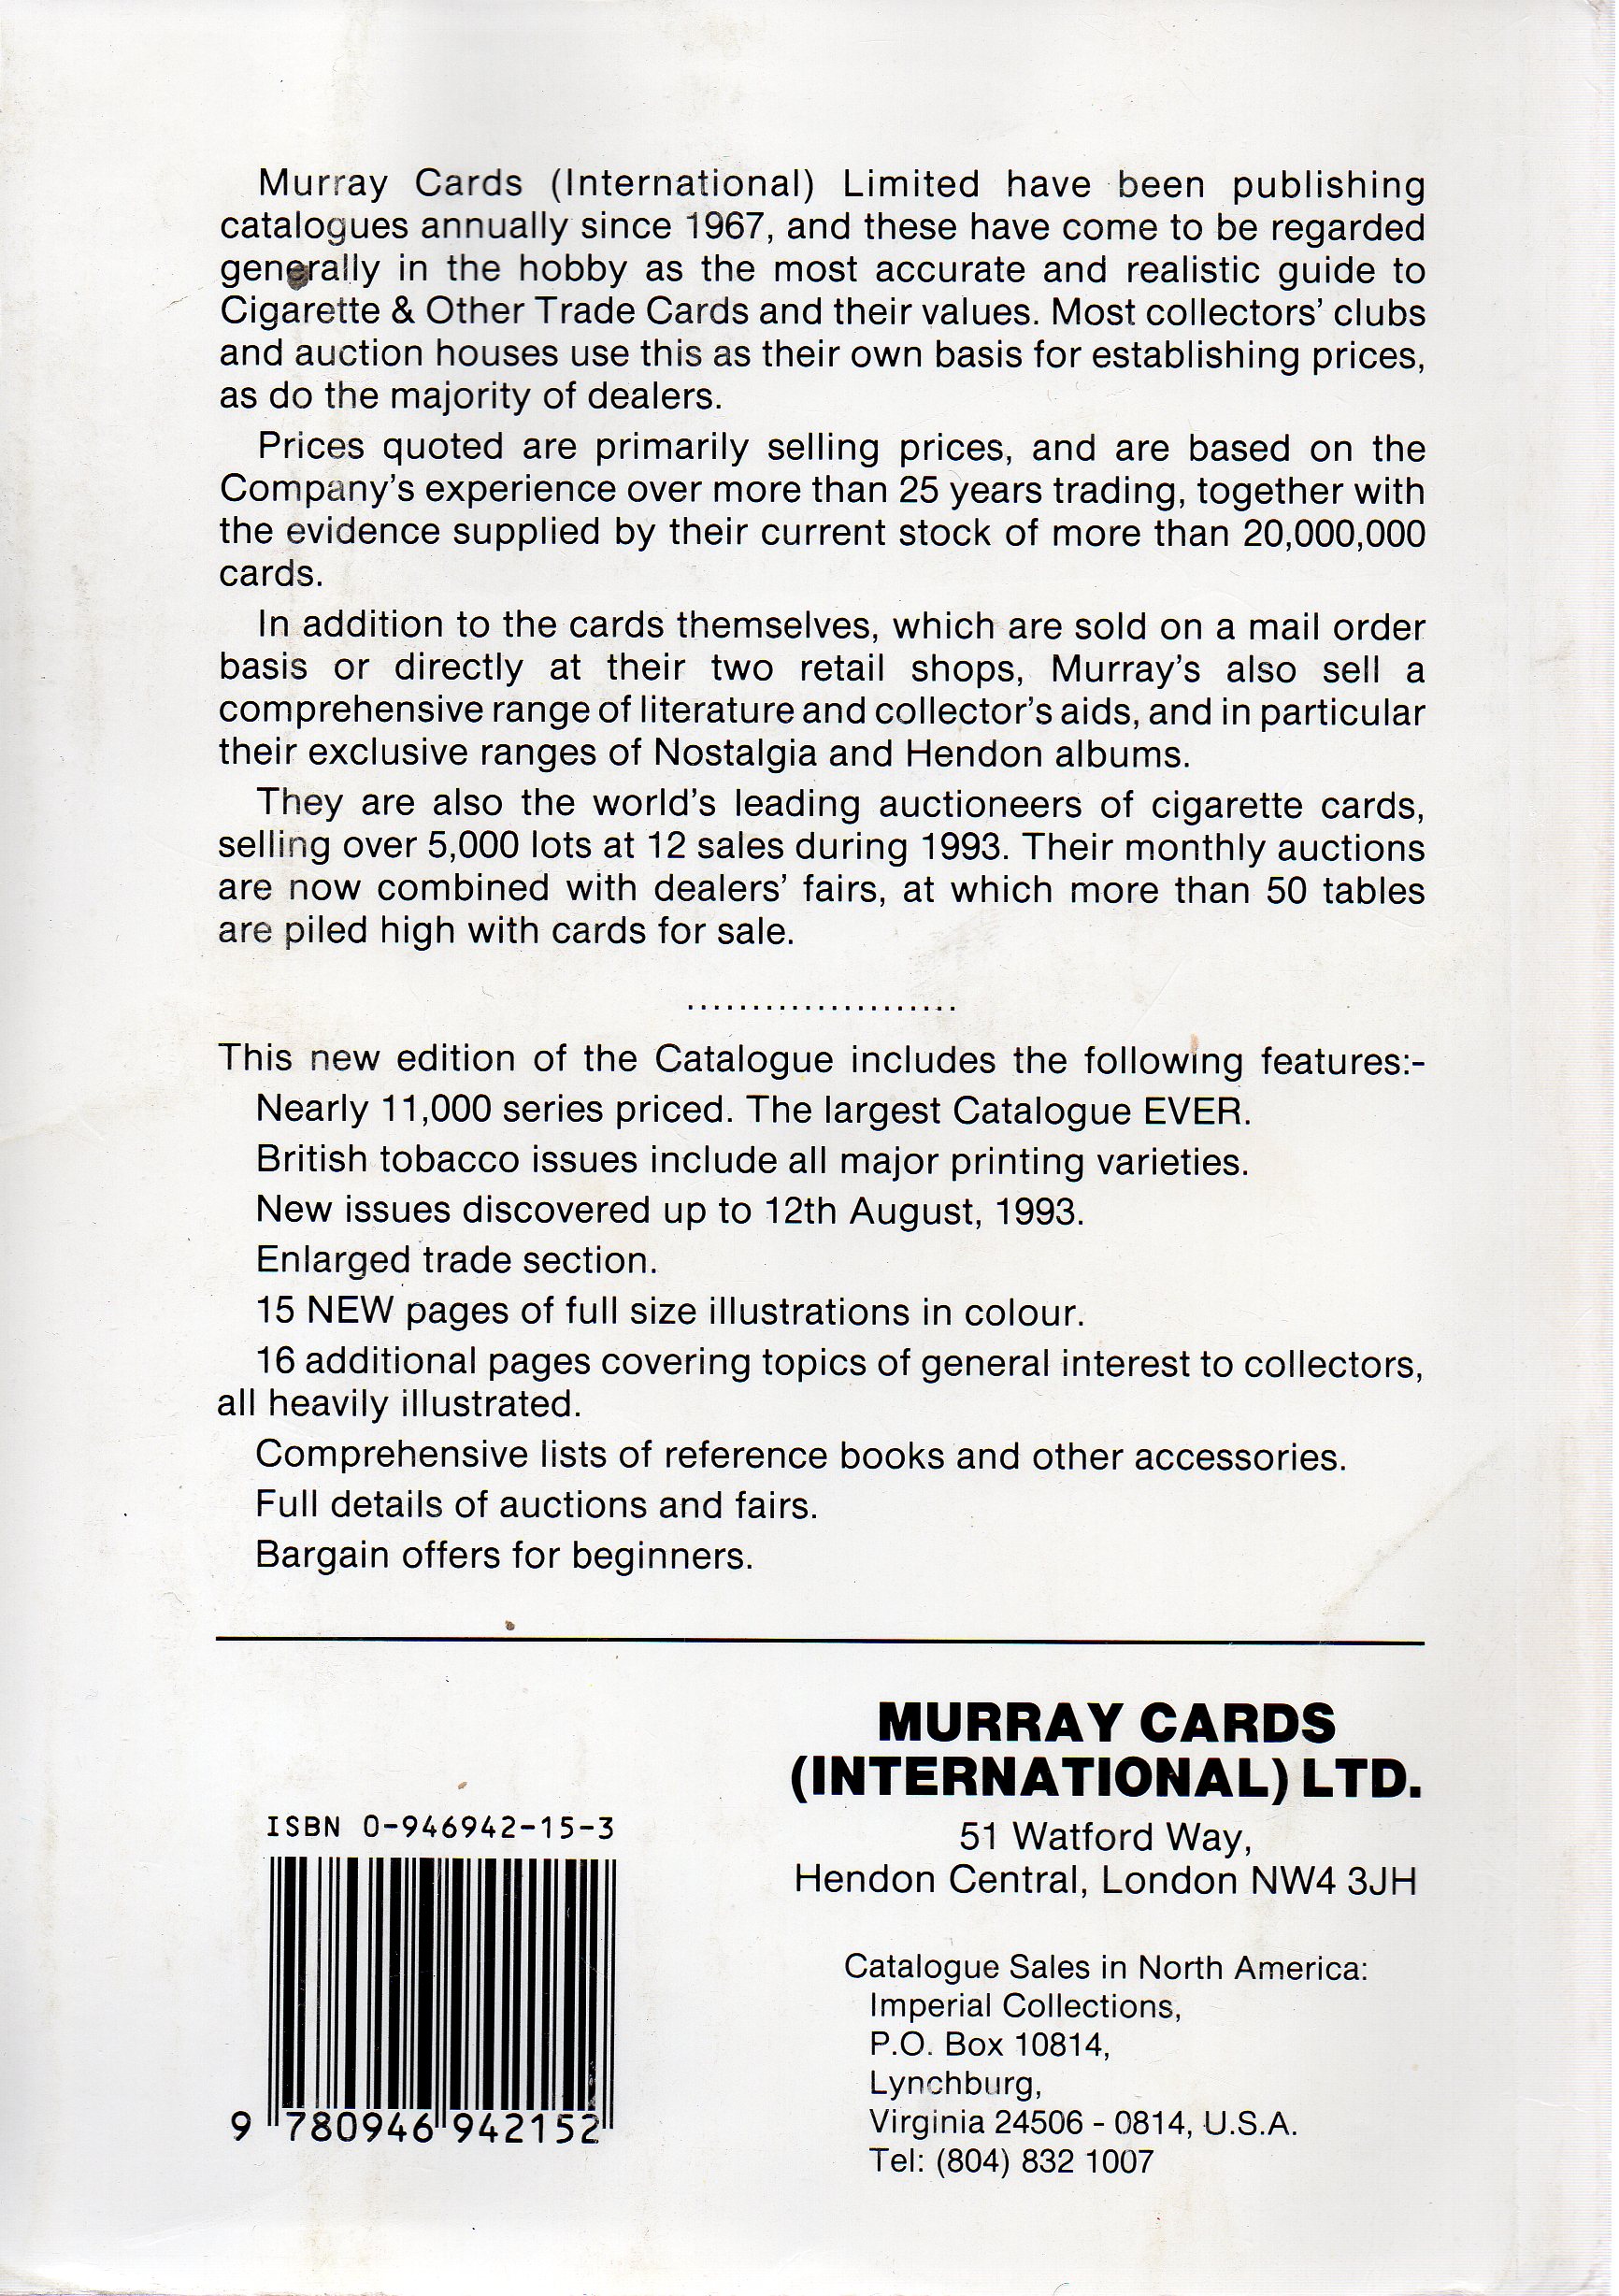 Murray Cards (International) Limited have been publishing
catalogues annually since 1967, and these have come to be regarded
generally in the hobby as the most accurate and realistic guide to
Cigarette & Other Trade Cards and their values. Most collectors' clubs
and auction houses use this as their own basis for establishing prices,
as do the majority of dealers.
Prices quoted are primarily selling prices, and are based on the
Company's experience over more than 25 years trading, together with
the evidence supplied by their current stock of more than 20,000,000
cards.
In addition to the cards themselves, which are sold on a mail order
basis or directly at their two retail shops, Murray's also sell a
comprehensive range of literature and collector's aids, and in particular
their exclusive ranges of Nostalgia and Hendon albums.
They are also the world's leading auctioneers of cigarette cards,
selling over 5,000 lots at 12 sales during 1993. Their monthly auctions
are now combined with dealers' fairs, at which more than 50 tables
are piled high with cards for sale.
.....................
This new edition of the Catalogue includes the following features:-
Nearly 11,000 series priced. The largest Catalogue EVER.
British tobacco issues include all major printing varieties.
New issues discovered up to 12th August, 1993.
Enlarged trade section.
15 NEW pages of full size illustrations in colour.
16 additional pages covering topics of general interest to collectors,
all heavily illustrated.
Comprehensive lists of reference books and other accessories.
Full details of auctions and fairs.
Bargain offers for beginners.
ISBN 0-946942-15-3
9 780946 942152
MURRAY CARDS
(INTERNATIONAL) LTD.
51 Watford Way,
Hendon Central, London NW4 3JH
Catalogue Sales in North America:
Imperial Collections,
P.O. Box 10814,
Lynchburg,
Virginia 24506 - 0814, U.S.A.
Tel: (804) 832 1007